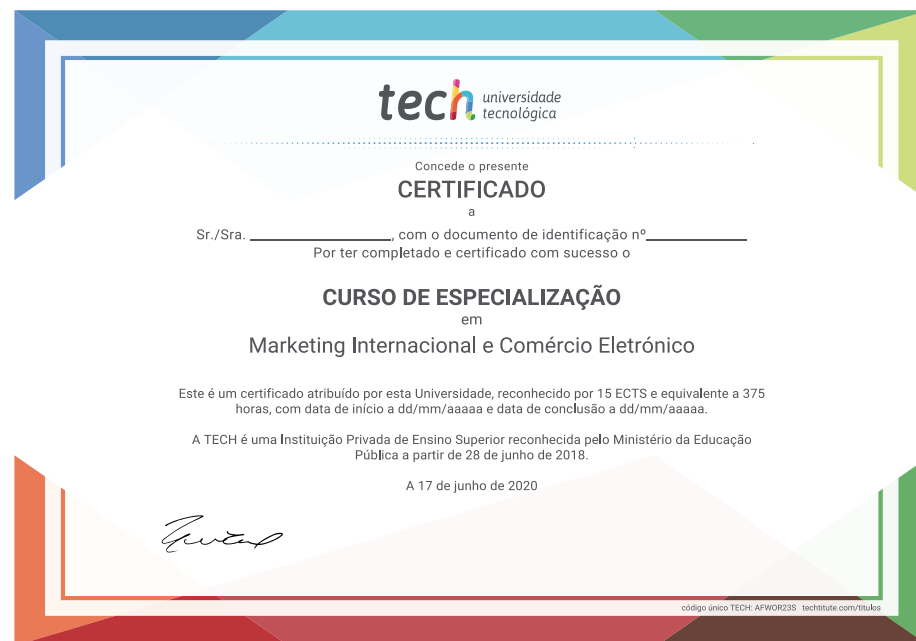 tech universidade
tecnológica
Concede o presente
CERTIFICADO
a
Sr./Sra. ________________, com o documento de identificação nº____________
Por ter completado e certificado com sucesso o
CURSO DE ESPECIALIZAÇÃO
em
Marketing Internacional e Comércio Eletrónico
Este é um certificado atribuído por esta Universidade, reconhecido por 15 ECTS e equivalente a 375
horas, com data de início a dd/mm/aaaaa e data de conclusão a dd/mm/aaaaa.
A TECH é uma Instituição Privada de Ensino Superior reconhecida pelo Ministério da Educação
Pública a partir de 28 de junho de 2018.
A 17 de junho de 2020
código único TECH: AFWOR23S techtitute.com/titulos